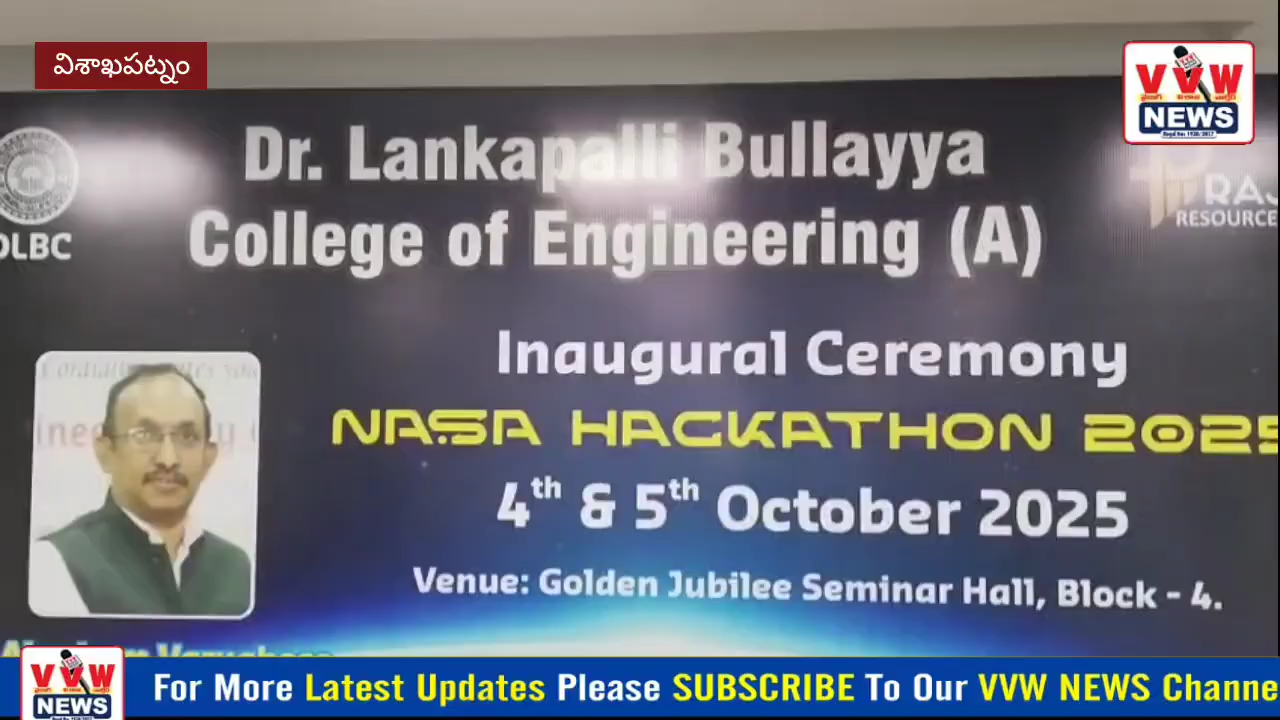 విశాఖపట్నం
VVW
NEWS
Dr. Lankapalli Bullayya
College of Engineering (A)
DLBC
RAJ
RESOURCE
Inaugural Ceremony
NASA HACKATHON 2025
4th & 5th October 2025
Venue: Golden Jubilee Seminar Hall, Block - 4.
VVW
NEWS
For More Latest Updates Please SUBSCRIBE To Our VVW NEWS Channe